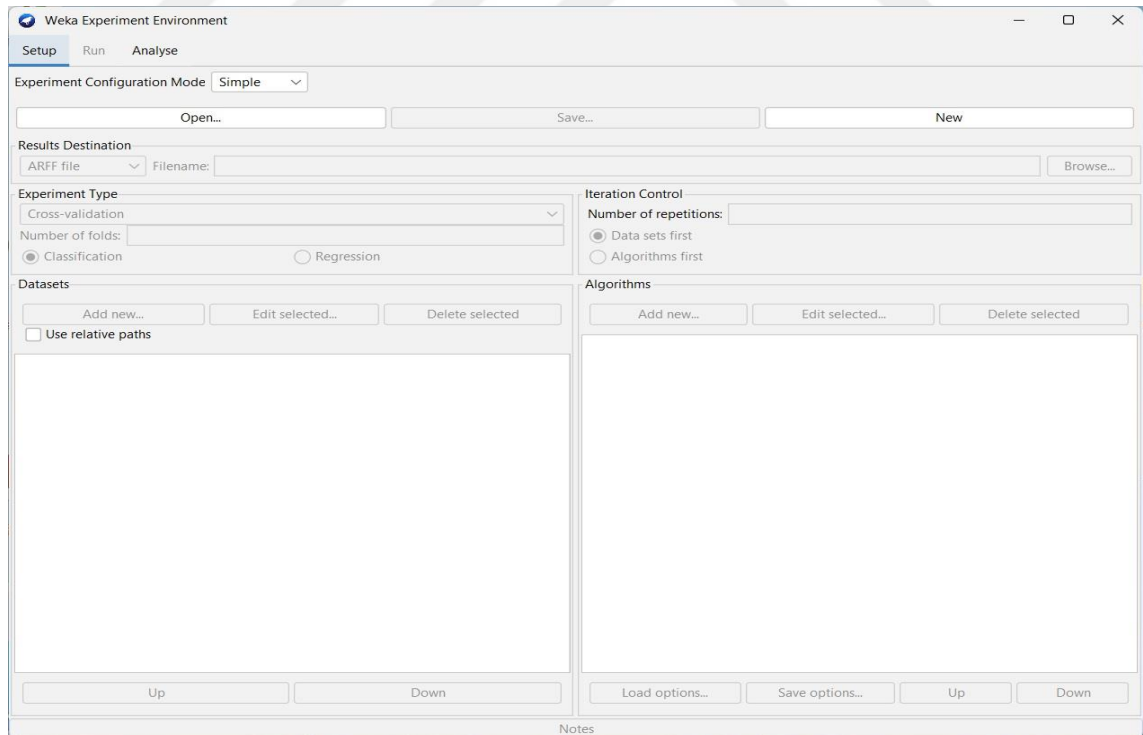 Weka Experiment Environment
Setup Run Analyse
Experiment Configuration Mode Simple
Open... Save... New
Results Destination
ARFF file Filename: Browse...
Experiment Type
Cross-validation
Number of folds:
Classification Regression
Iteration Control
Number of repetitions:
Data sets first
Algorithms first
Datasets
Add new... Edit selected... Delete selected
Use relative paths
Up Down
Algorithms
Add new... Edit selected... Delete selected
Load options... Save options... Up Down
Notes